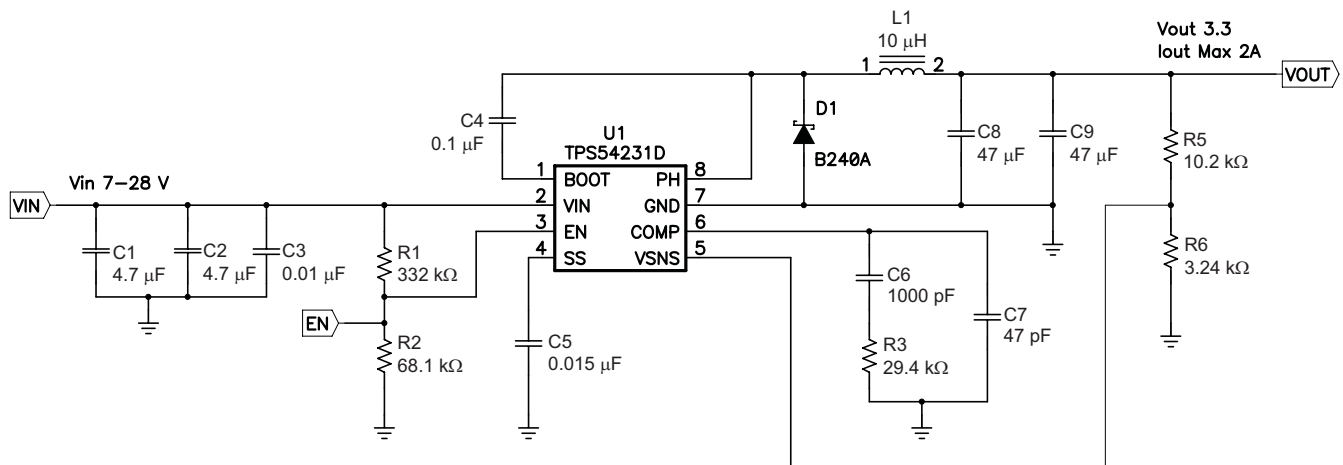 L1
10 μH
Vout 3.3
Iout Max 2A
1
2
VOUT
C4
0.1 μF
D1
B240A
C8
47 μF
C9
47 μF
R5
10.2 kΩ
U1
TPS54231D
1 BOOT PH 8
2 VIN GND 7
3 EN COMP 6
4 SS VSNS 5
Vin 7–28 V
VIN
C1
4.7 μF
C2
4.7 μF
C3
0.01 μF
R1
332 kΩ
R6
3.24 kΩ
C6
1000 pF
C7
47 pF
EN
R2
68.1 kΩ
C5
0.015 μF
R3
29.4 kΩ